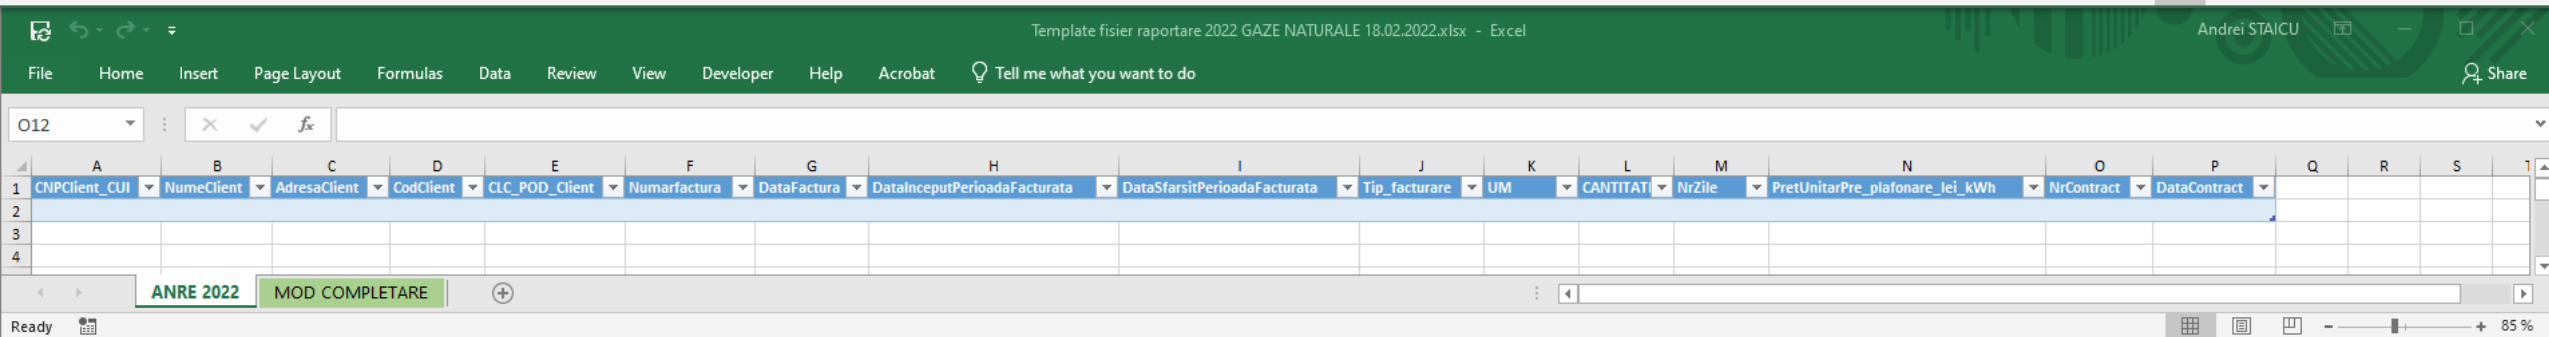 Template fisier raportare 2022 GAZE NATURALE 18.02.2022.xlsx - Excel Andrei STAICU
File Home Insert Page Layout Formulas Data Review View Developer Help Acrobat Tell me what you want to do Share
O12 fx
A B C D E F G H I J K L M N O P Q R S T
1 CNPClient_CUI NumeClient AdresaClient CodClient CLC_POD_Client Numarfactura DataFactura DataInceputPerioadaFacturata DataSfarsitPerioadaFacturata Tip_facturare UM CANTITATI NrZile PretUnitarPre_plafonare_lei_kWh NrContract DataContract
2
3
4
ANRE 2022 MOD COMPLETARE
Ready 85 %